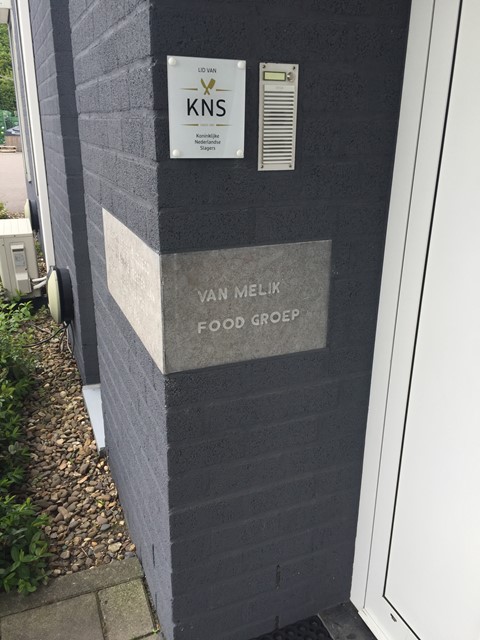 LID VAN
KNS
Koninklijke
Nederlandse
Slagers
VAN MELIK
FOOD GROEP